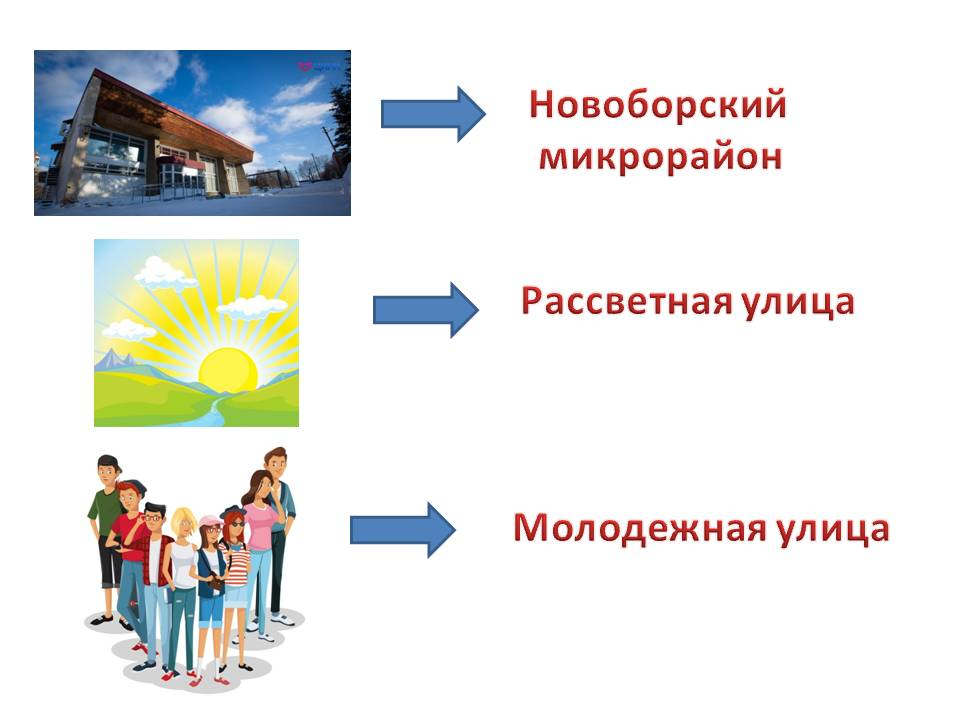 Новоборский
микрорайон
Рассветная улица
Молодежная улица